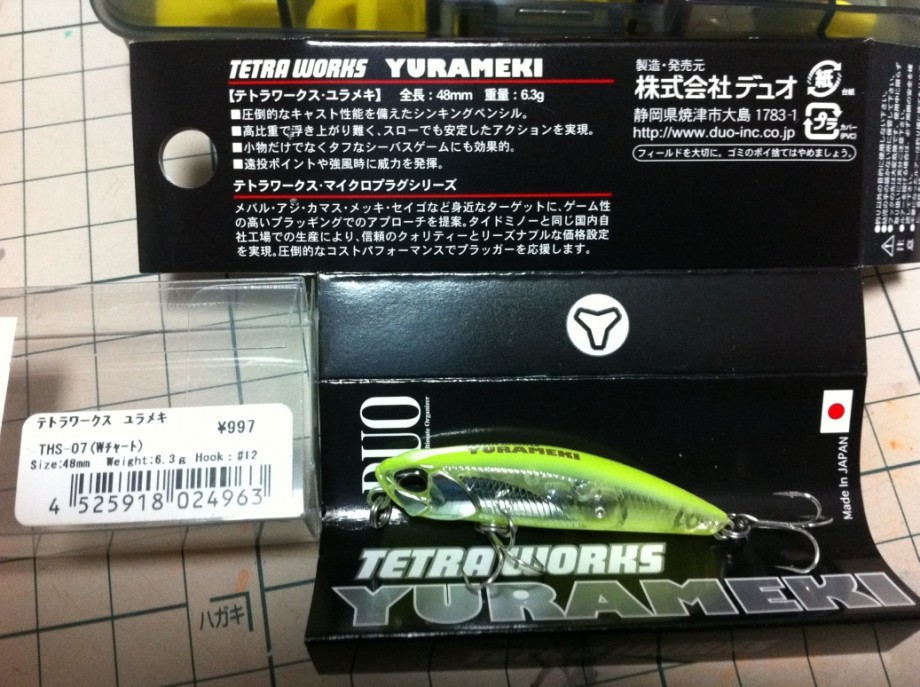 TETRA WORKS YURAMEKI
【テトラワークス・ユラメキ】 全長:48mm 重量:6.3g
■圧倒的なキャスト性能を備えたシンキングペンシル。
■高比重で浮き上がり難く、スローでも安定したアクションを実現。
■小物だけでなくタフなシーバスゲームにも効果的。
■遠投ポイントや強風時に威力を発揮。
テトラワークス・マイクロプラグシリーズ
メバル・アジ・カマス・メッキ・セイゴなど身近なターゲットに、ゲーム性
の高いプラッギングでのアプローチを提案。タイドミノーと同じ国内自
社工場での生産により、信頼のクォリティーとリーズナブルな価格設定
を実現。圧倒的なコストパフォーマンスでプラッガーを応援します。
製造・発売元
株式会社デュオ
静岡県焼津市大島 1783-1
http://www.duo-inc.co.jp
フィールドを大切に。ゴミのポイ捨てはやめましょう。
紙
台紙
プラ
カバー
(PVC)
テトラワークス ユラメキ
¥997
THS-07(Wチャート)
Size:48mm Weight:6.3g Hook:#12
4 525918 024963
DUO
YURAMEKI
Made in JAPAN
TETRA WORKS
YURAMEKI
ハガキ